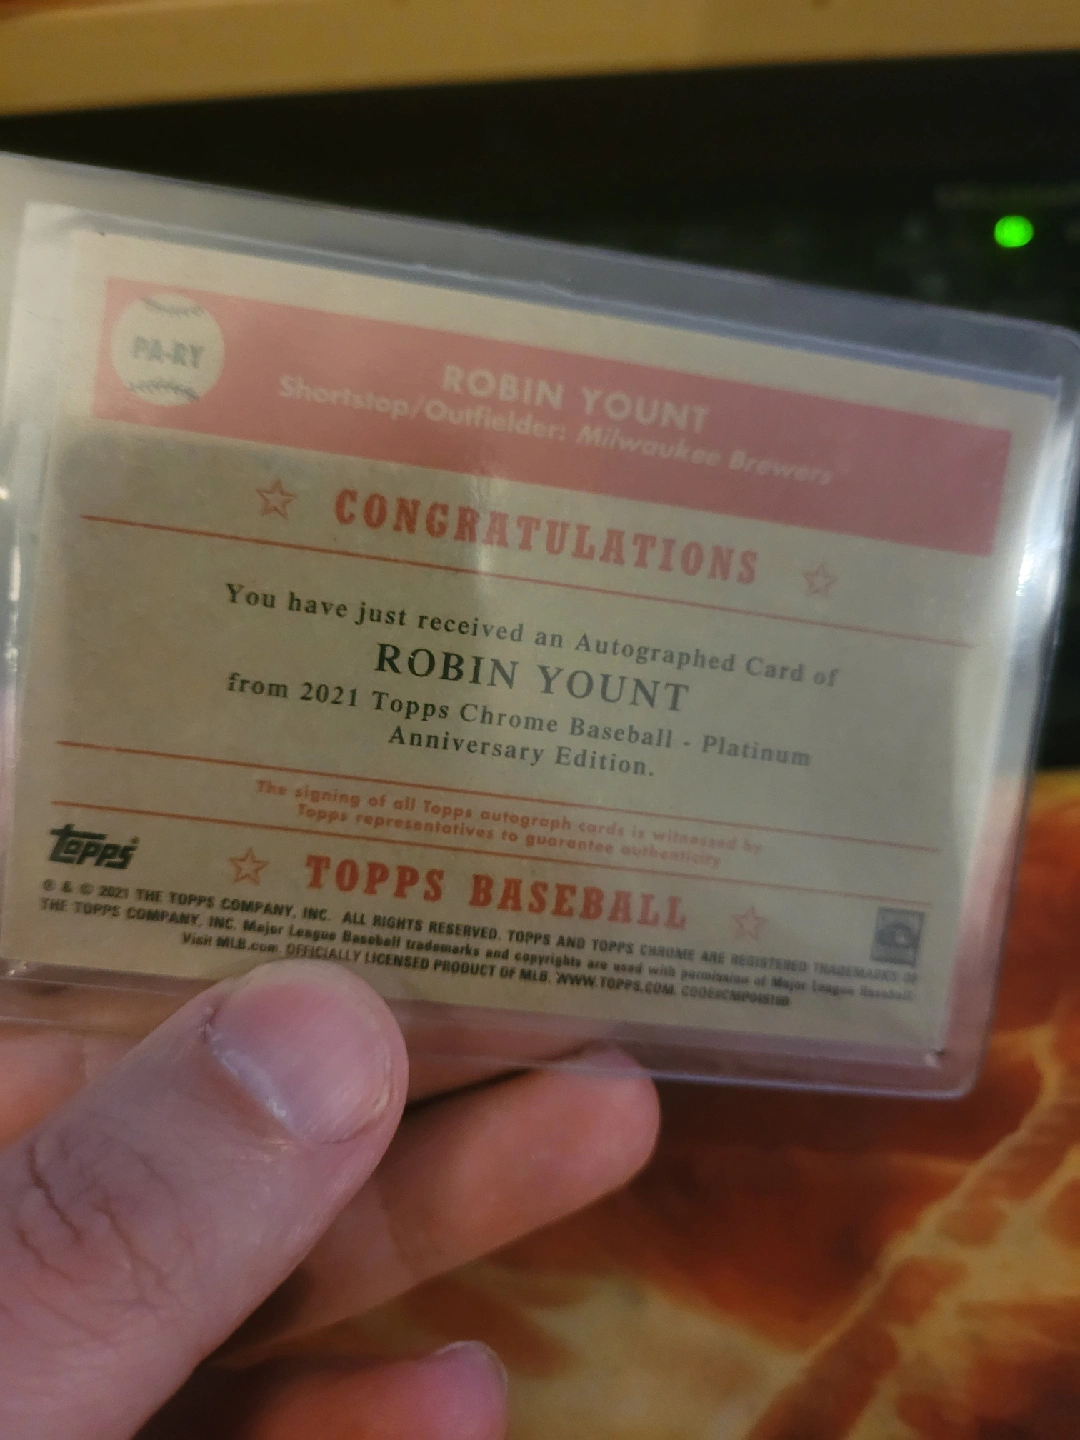 PA-RY
ROBIN YOUNT
Shortstop/Outfielder: Milwaukee Brewers
CONGRATULATIONS
You have just received an Autographed Card of
ROBIN YOUNT
from 2021 Topps Chrome Baseball - Platinum
Anniversary Edition.
The signing of all Topps autograph cards is witnessed by
Topps representatives to guarantee authenticity
topps
TOPPS BASEBALL
® & © 2021 THE TOPPS COMPANY, INC. ALL RIGHTS RESERVED. TOPPS AND TOPPS CHROME ARE REGISTERED TRADEMARKS OF
THE TOPPS COMPANY, INC. Major League Baseball trademarks and copyrights are used with permission of Major League Baseball.
Visit MLB.com OFFICIALLY LICENSED PRODUCT OF MLB. WWW.TOPPS.COM.